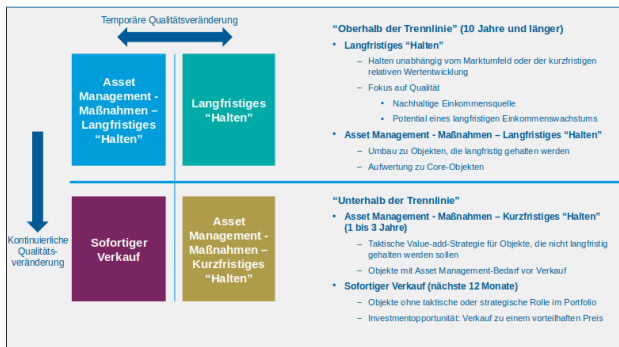 Temporäre Qualitätsveränderung
Asset
Management -
Maßnahmen –
Langfristiges
“Halten”
Langfristiges
“Halten”
Kontinuierliche
Qualitäts-
veränderung
Sofortiger
Verkauf
Asset
Management -
Maßnahmen –
Kurzfristiges
“Halten”
“Oberhalb der Trennlinie” (10 Jahre und länger)
• Langfristiges “Halten”
– Halten unabhängig vom Marktumfeld oder der kurzfristigen
relativen Wertentwicklung
– Fokus auf Qualität
• Nachhaltige Einkommensquelle
• Potential eines langfristigen Einkommenswachstums
• Asset Management - Maßnahmen – Langfristiges “Halten”
– Umbau zu Objekten, die langfristig gehalten werden
– Aufwertung zu Core-Objekten
“Unterhalb der Trennlinie”
• Asset Management - Maßnahmen – Kurzfristiges “Halten”
(1 bis 3 Jahre)
– Taktische Value-add-Strategie für Objekte, die nicht langfristig
gehalten werden sollen
– Objekte mit Asset Management-Bedarf vor Verkauf
• Sofortiger Verkauf (nächste 12 Monate)
– Objekte ohne taktische oder strategische Rolle im Portfolio
– Investmentopportunität: Verkauf zu einem vorteilhaften Preis